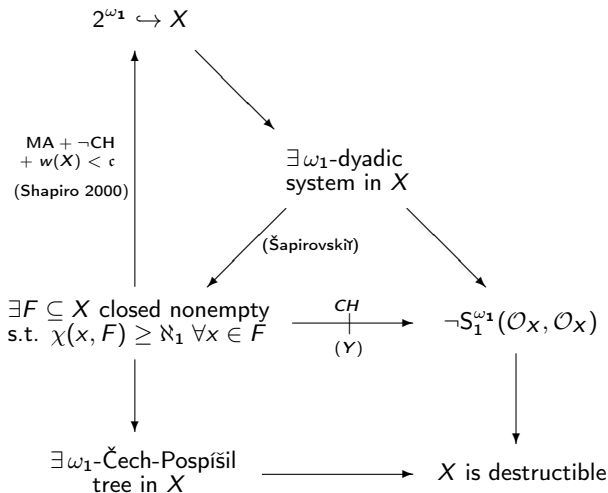 2^{ω₁} ↪ X
MA + ¬CH
+ w(X) < 𝔠
(Shapiro 2000)
∃ ω₁-dyadic
system in X
(Šapirovskiĭ)
∃F ⊆ X closed nonempty
s.t. χ(x, F) ≥ ℵ₁ ∀x ∈ F
CH
(Y)
¬S₁^{ω₁}(𝒪_X, 𝒪_X)
∃ ω₁-Čech-Pospíšil
tree in X
X is destructible